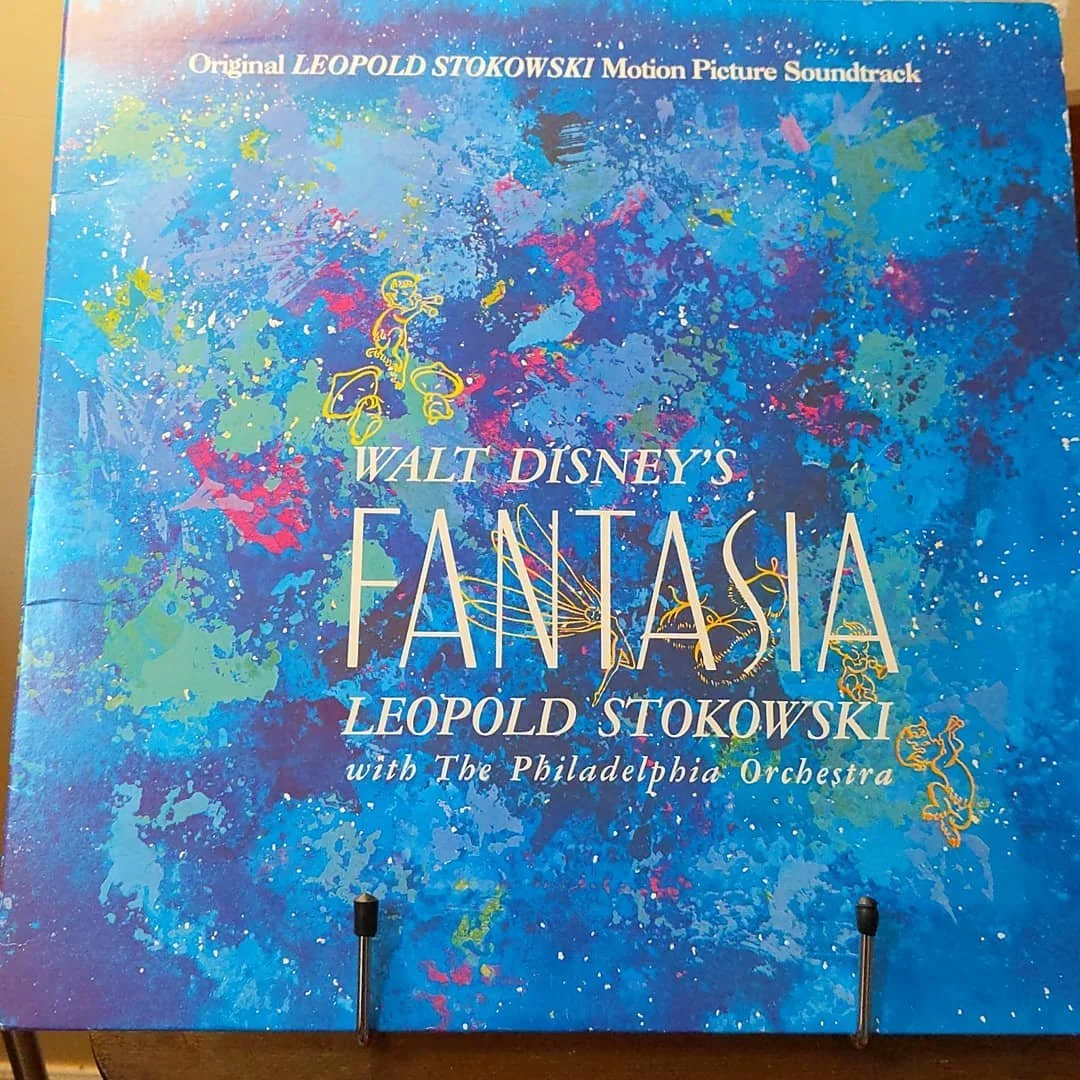 Original LEOPOLD STOKOWSKI Motion Picture Soundtrack
WALT DISNEY'S
FANTASIA
LEOPOLD STOKOWSKI
with The Philadelphia Orchestra